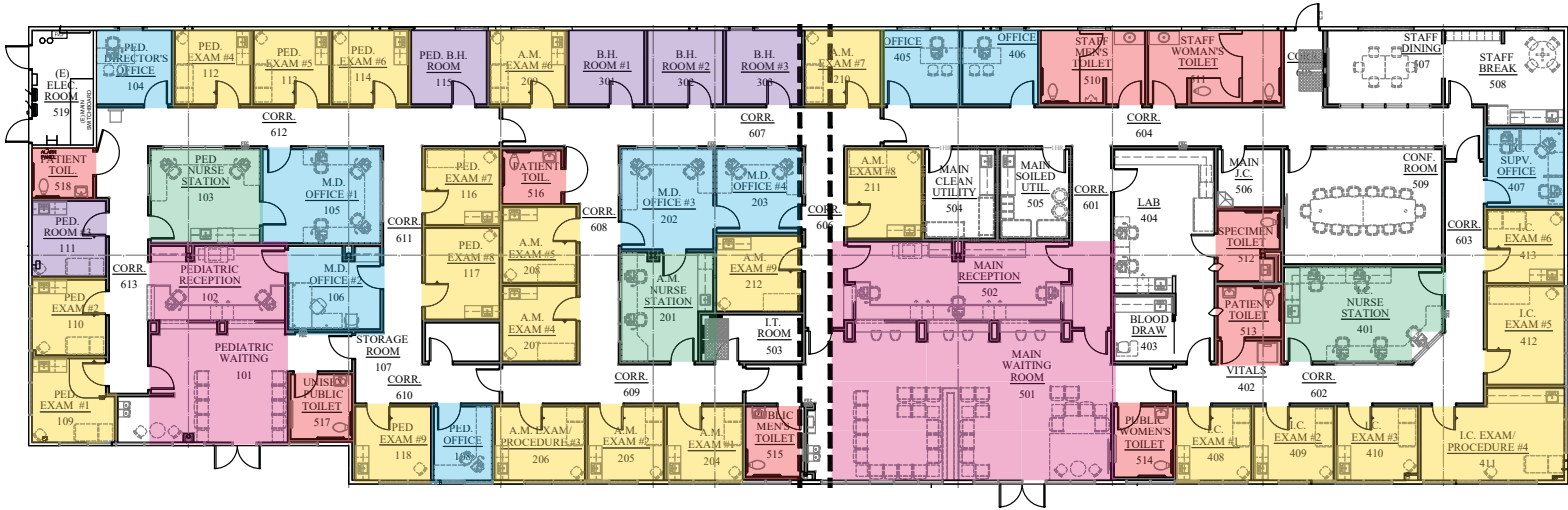 (E)
ELEC.
ROOM
519
(E)MAIN
SWITCHBOARD
PED.
DIRECTOR'S
OFFICE
104
PED.
EXAM #4
112
PED.
EXAM #5
113
PED.
EXAM #6
114
PED. B.H.
ROOM
115
A.M.
EXAM #6
209
B.H.
ROOM #1
301
B.H.
ROOM #2
302
B.H.
ROOM #3
303
A.M.
EXAM #7
210
OFFICE
405
OFFICE
406
STAFF
MEN'S
TOILET
510
STAFF
WOMAN'S
TOILET
511
STAFF
DINING
507
STAFF
BREAK
508
CORR.
612
CORR.
607
CORR.
604
PATIENT
TOIL.
518
PED
NURSE
STATION
103
M.D.
OFFICE #1
105
PED.
EXAM #7
116
PATIENT
TOIL.
516
M.D.
OFFICE #3
202
M.D.
OFFICE #4
203
A.M.
EXAM #8
211
MAIN
CLEAN
UTILITY
504
MAIN
SOILED
UTIL.
505
CORR.
601
LAB
404
MAIN
J.C.
506
CONF.
ROOM
509
I.C.
SUPV.
OFFICE
407
PED.
111
CORR.
611
CORR.
608
CORR.
606
SPECIMEN
TOILET
512
CORR.
603
I.C.
EXAM #6
413
CORR.
613
PEDIATRIC
RECEPTION
102
M.D.
OFFICE #2
106
PED.
EXAM #8
117
A.M.
EXAM #5
208
A.M.
NURSE
STATION
201
A.M.
EXAM #9
212
MAIN
RECEPTION
502
PED
EXAM #2
110
PATIENT
TOILET
513
I.C.
NURSE
STATION
401
I.C.
EXAM #5
412
PEDIATRIC
WAITING
101
STORAGE
ROOM
107
A.M.
EXAM #4
207
I.T.
ROOM
503
MAIN
WAITING
ROOM
501
BLOOD
DRAW
403
VITALS
402
PED.
EXAM #1
109
UNISEX
PUBLIC
TOILET
517
CORR.
610
CORR.
609
CORR.
602
PED
EXAM #9
118
PED.
OFFICE
108
A.M. EXAM/
PROCEDURE #3
206
A.M.
EXAM #2
205
A.M.
EXAM #1
204
PUBLIC
MEN'S
TOILET
515
PUBLIC
WOMEN'S
TOILET
514
I.C.
EXAM #1
408
I.C.
EXAM #2
409
I.C.
EXAM #3
410
I.C. EXAM/
PROCEDURE #4
411